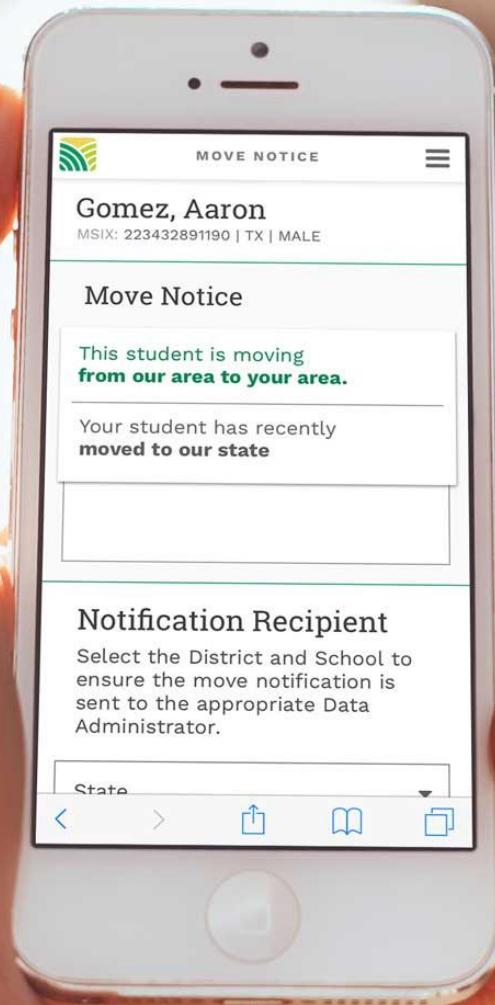 MOVE NOTICE
Gomez, Aaron
MSIX: 223432891190 | TX | MALE
Move Notice
This student is moving
from our area to your area.
Your student has recently
moved to our state
Notification Recipient
Select the District and School to
ensure the move notification is
sent to the appropriate Data
Administrator.
State